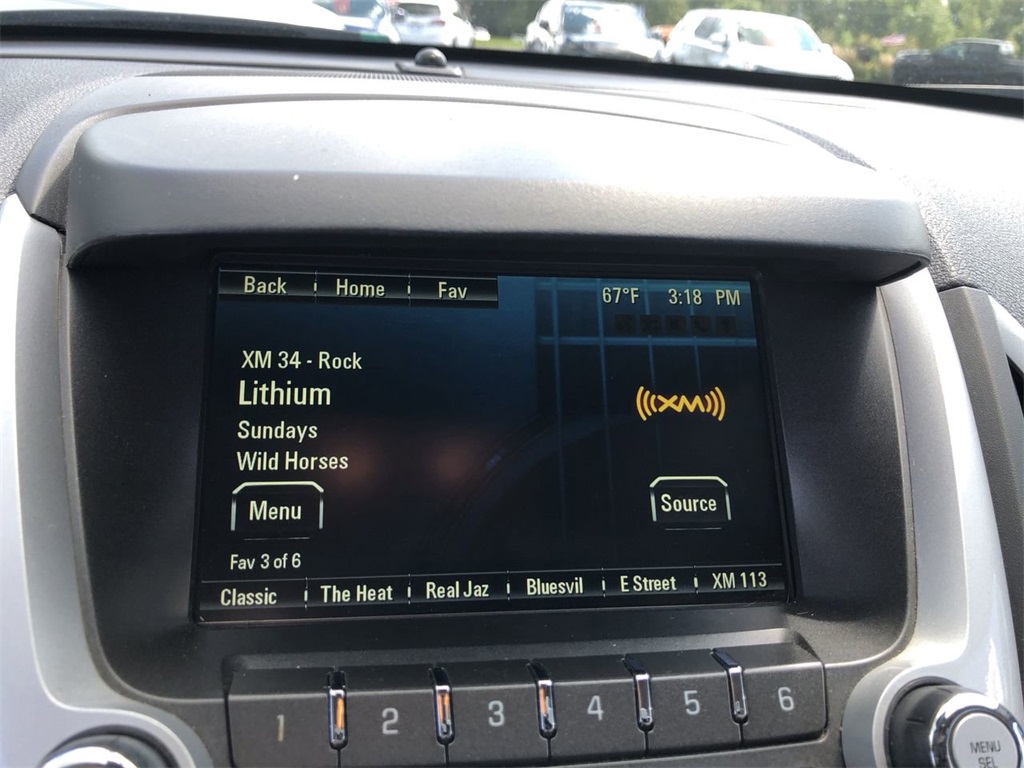 Back Home Fav 67°F 3:18 PM
XM 34 - Rock
Lithium
((XM))
Sundays
Wild Horses
Menu Source
Fav 3 of 6
Classic The Heat Real Jaz Bluesvil E Street XM 113
1 2 3 4 5 6
MENU
SEL